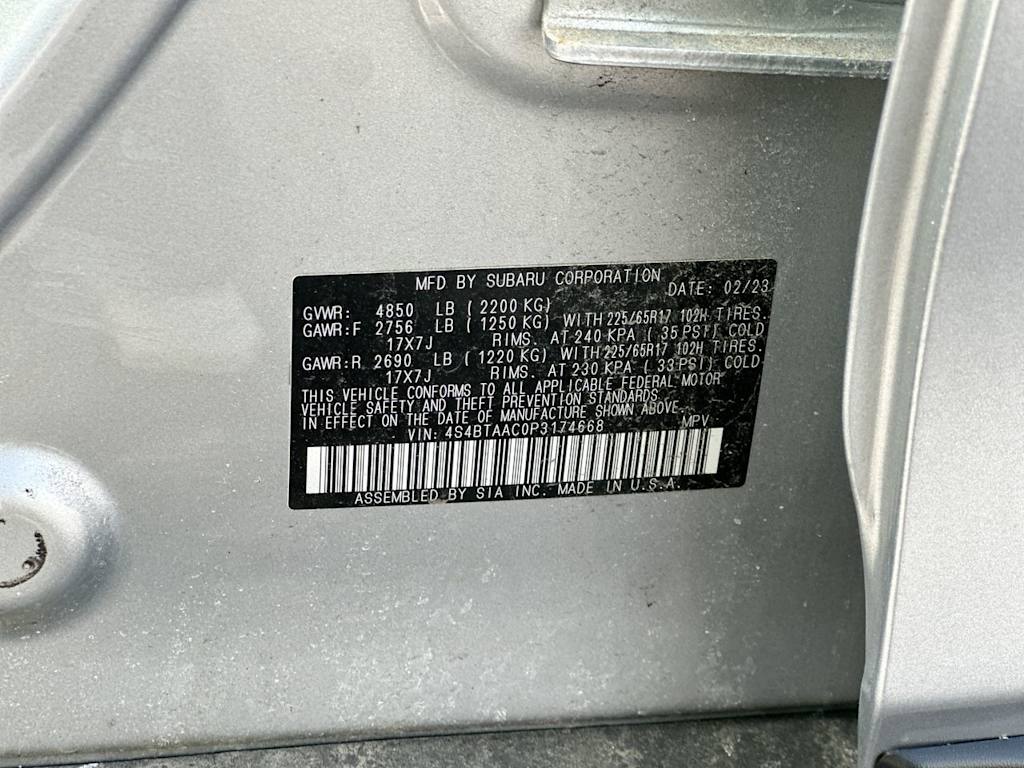 MFD BY SUBARU CORPORATION
DATE: 02/23
GVWR: 4850 LB (2200 KG)
GAWR:F 2756 LB (1250 KG) WITH 225/65R17 102H TIRES.
17X7J RIMS. AT 240 KPA (35 PSI) COLD
GAWR:R 2690 LB (1220 KG) WITH 225/65R17 102H TIRES.
17X7J RIMS. AT 230 KPA (33 PSI) COLD
THIS VEHICLE CONFORMS TO ALL APPLICABLE FEDERAL MOTOR
VEHICLE SAFETY AND THEFT PREVENTION STANDARDS
IN EFFECT ON THE DATE OF MANUFACTURE SHOWN ABOVE.
VIN: 4S4BTAAC0P3174668 MPV
ASSEMBLED BY SIA INC. MADE IN U.S.A.